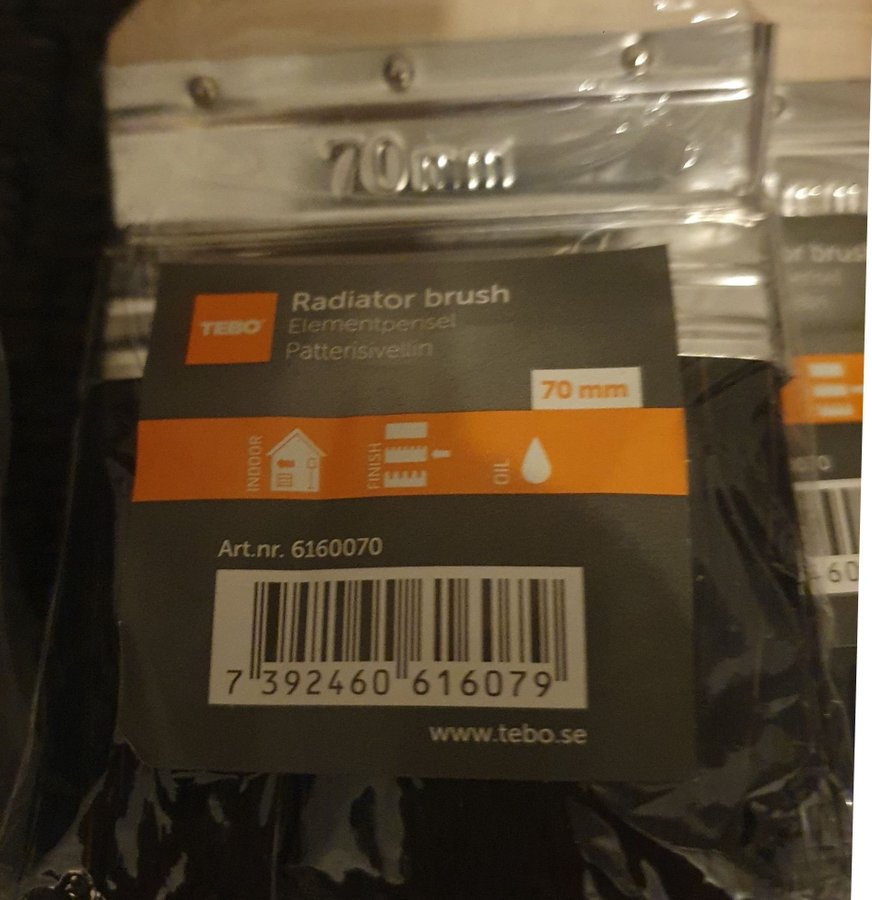 70mm
TEBO
Radiator brush
Elementpensel
Patterisivellin
70 mm
INDOOR
FINISH
OIL
Art.nr. 6160070
7 392460 616079
www.tebo.se